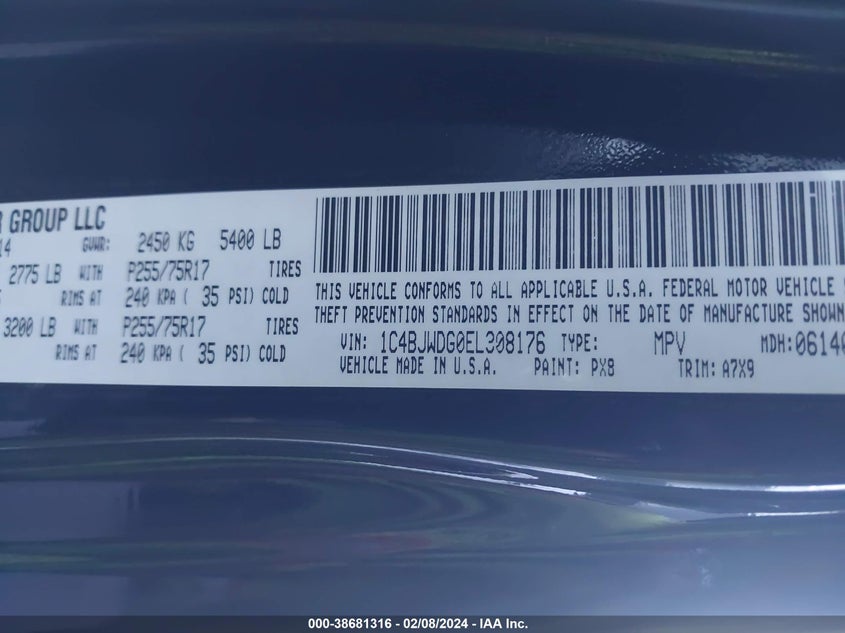 R GROUP LLC
14 GVWR: 2450 KG 5400 LB
2775 LB WITH P255/75R17 TIRES
RIMS AT 240 KPA ( 35 PSI) COLD
3200 LB WITH P255/75R17 TIRES
RIMS AT 240 KPA ( 35 PSI) COLD
THIS VEHICLE CONFORMS TO ALL APPLICABLE U.S.A. FEDERAL MOTOR VEHICLE
THEFT PREVENTION STANDARDS IN EFFECT ON THE DATE OF MANUFACTURE SHOWN
VIN: 1C4BJWDG0EL308176 TYPE: MPV MDH:06140
VEHICLE MADE IN U.S.A. PAINT: PX8 TRIM: A7X9
000-38681316 - 02/08/2024 - IAA Inc.